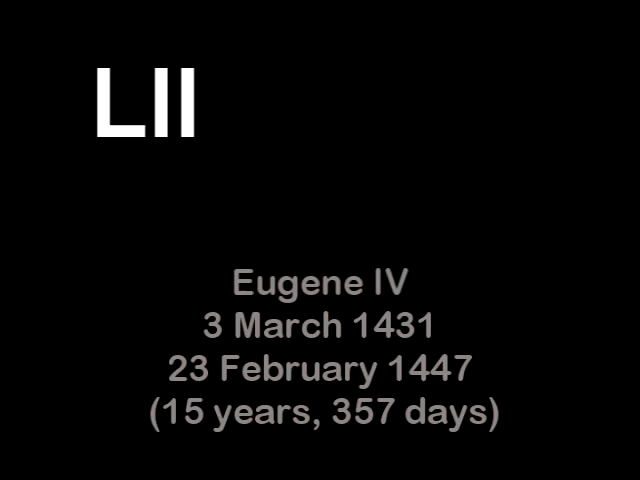 LII
Eugene IV
3 March 1431
23 February 1447
(15 years, 357 days)